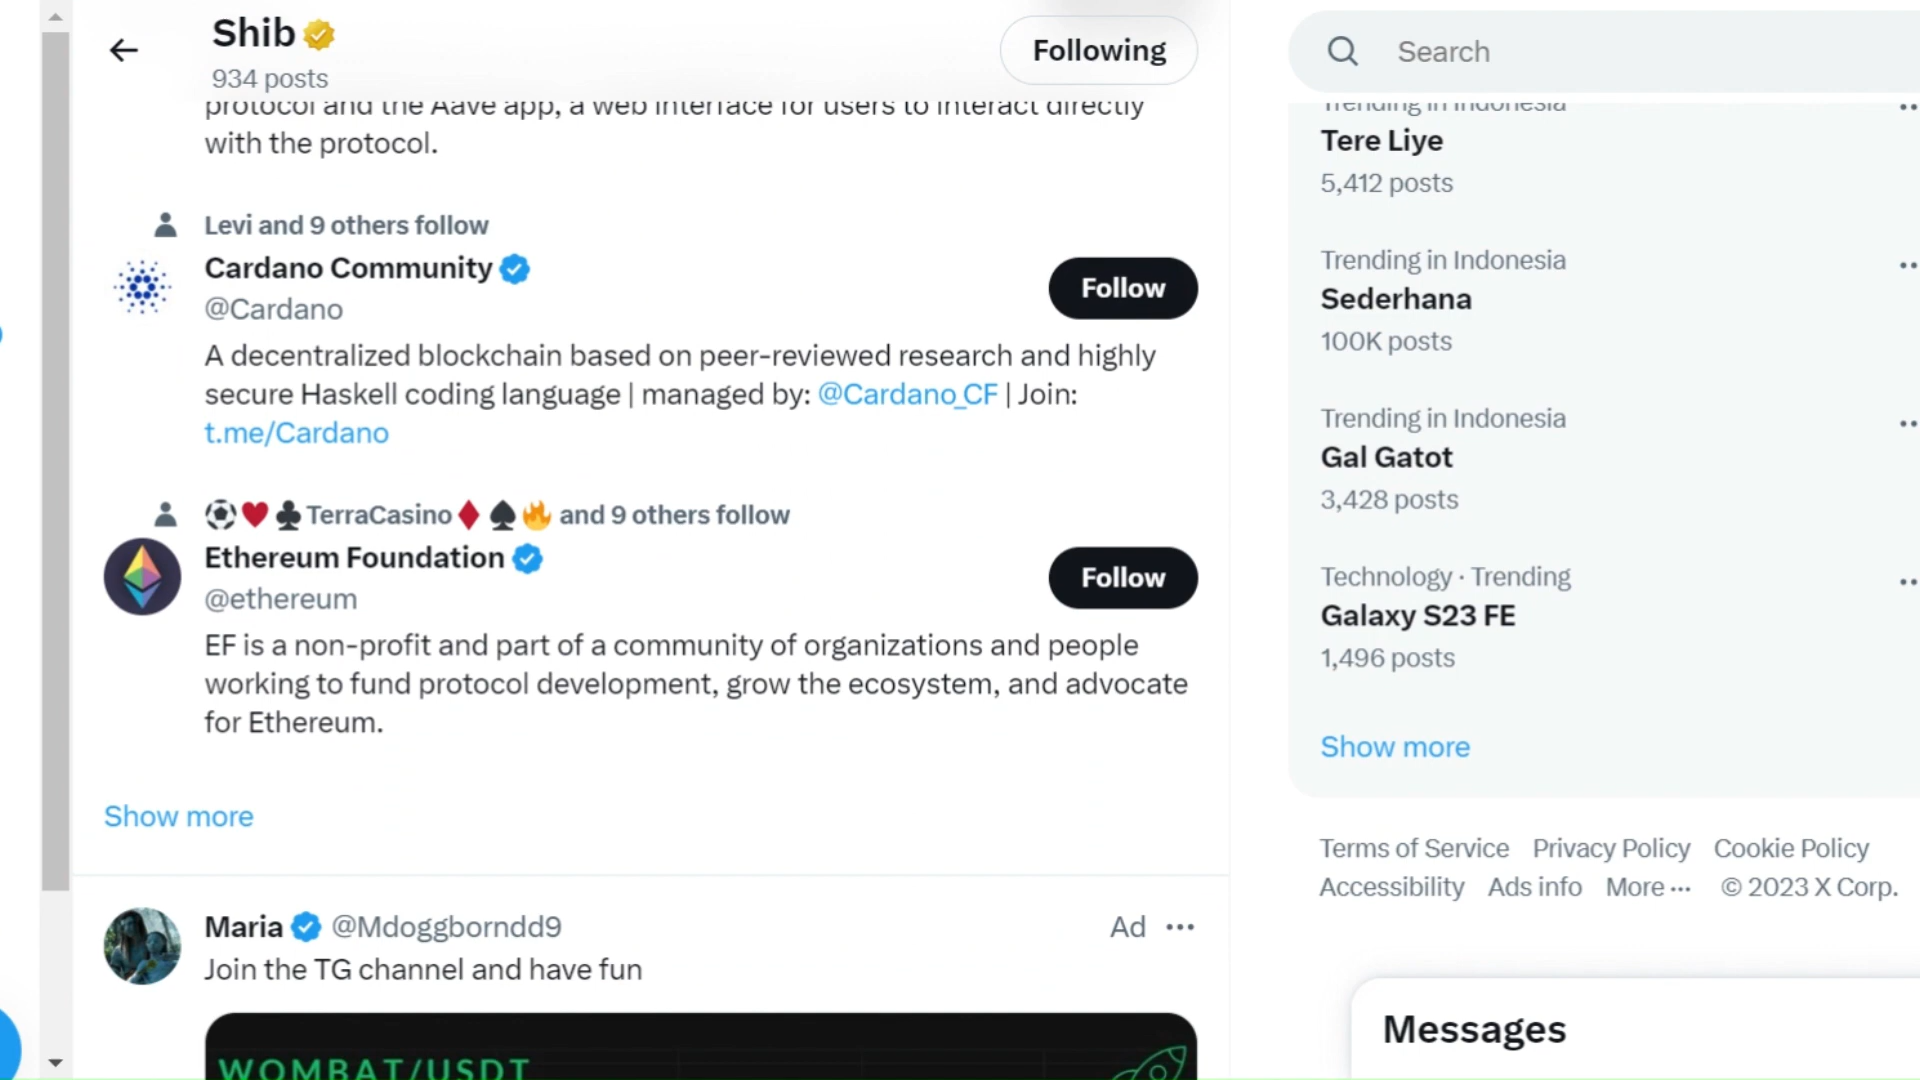 Shib
934 posts
Following
protocol and the Aave app, a web interface for users to interact directly
with the protocol.
Levi and 9 others follow
Cardano Community
@Cardano
Follow
A decentralized blockchain based on peer-reviewed research and highly
secure Haskell coding language | managed by: @Cardano_CF | Join:
t.me/Cardano
⚽♥️♣️TerraCasino♦️♠️🔥 and 9 others follow
Ethereum Foundation
@ethereum
Follow
EF is a non-profit and part of a community of organizations and people
working to fund protocol development, grow the ecosystem, and advocate
for Ethereum.
Show more
Maria @Mdoggborndd9
Ad
Join the TG channel and have fun
WOMBAT/USDT
Search
Trending in Indonesia
Tere Liye
5,412 posts
Trending in Indonesia
Sederhana
100K posts
Trending in Indonesia
Gal Gatot
3,428 posts
Technology · Trending
Galaxy S23 FE
1,496 posts
Show more
Terms of Service Privacy Policy Cookie Policy
Accessibility Ads info More ··· © 2023 X Corp.
Messages